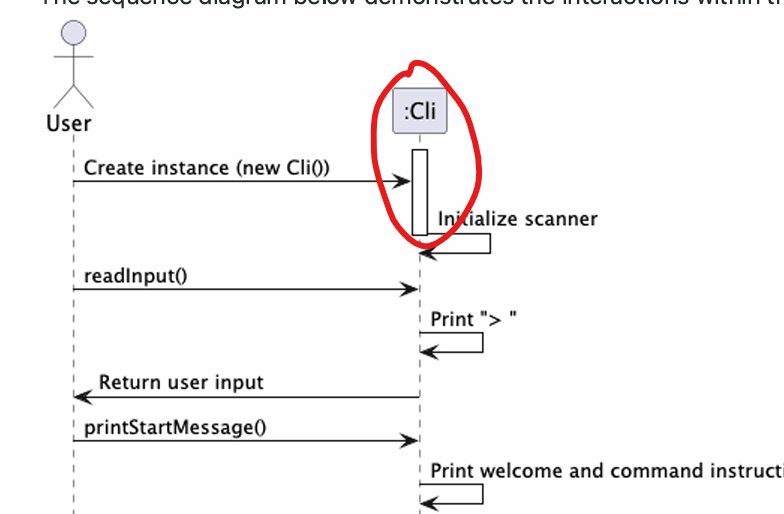 The sequence diagram below demonstrates the interactions within
:Cli
User
Create instance (new Cli())
Initialize scanner
readInput()
Print "> "
Return user input
printStartMessage()
Print welcome and command instructi